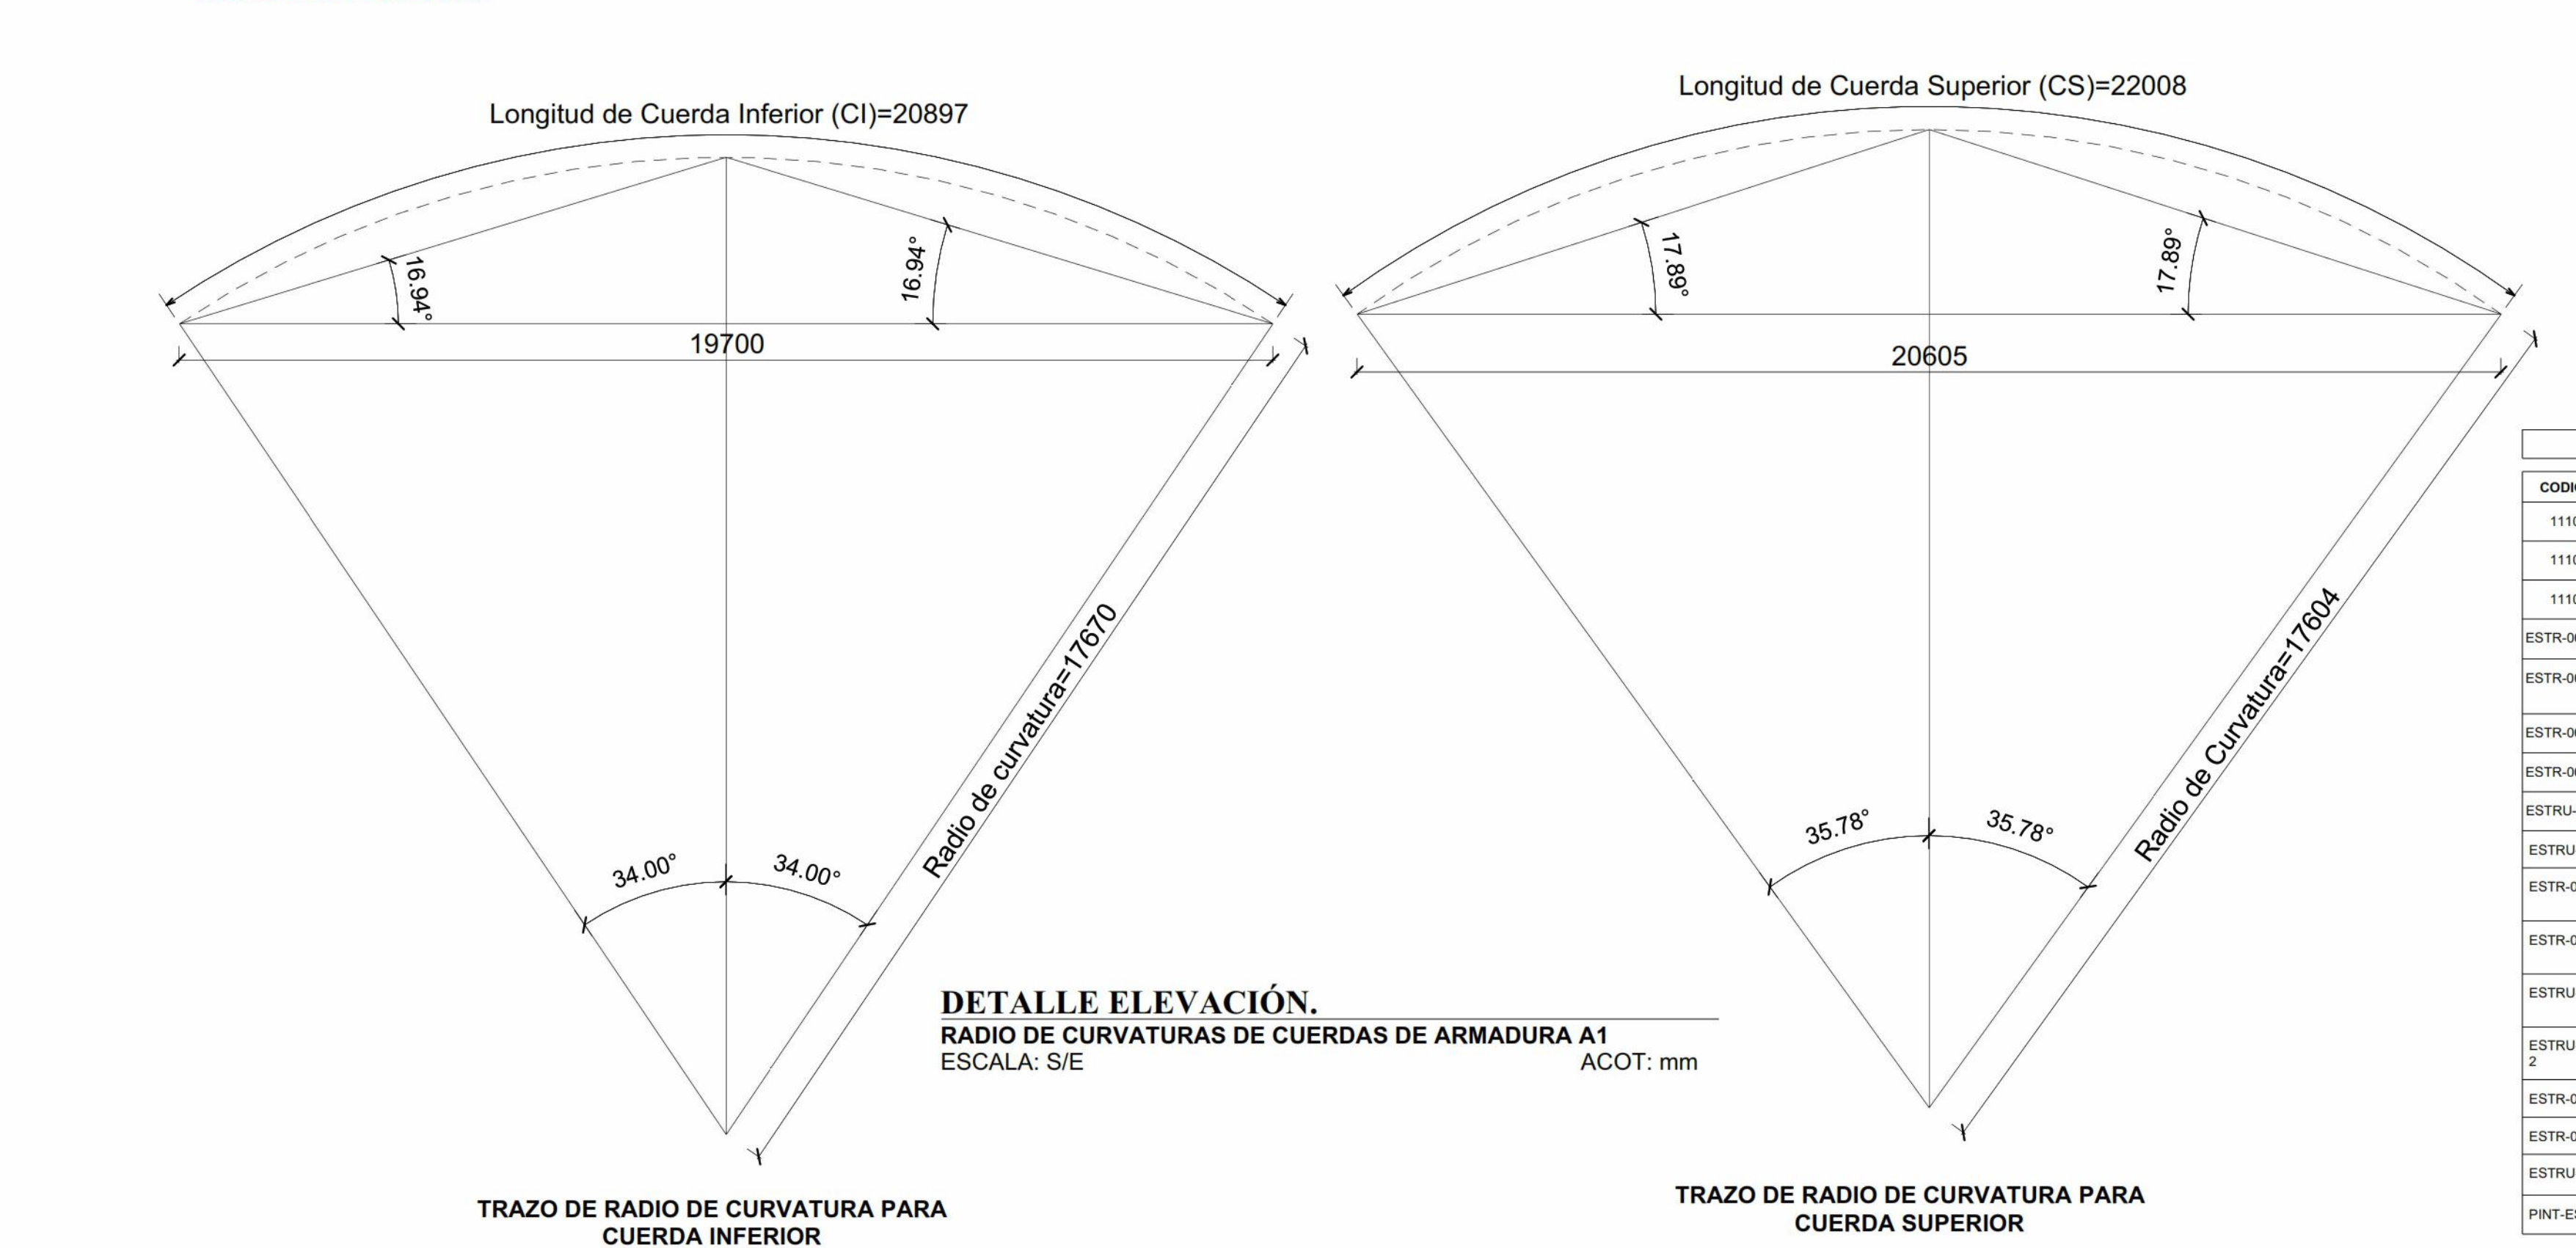 Longitud de Cuerda Inferior (CI)=20897
16.94°
16.94°
19700
Radio de curvatura=17670
34.00°
34.00°
TRAZO DE RADIO DE CURVATURA PARA
CUERDA INFERIOR
Longitud de Cuerda Superior (CS)=22008
17.89°
17.89°
20605
Radio de Curvatura=17604
35.78°
35.78°
TRAZO DE RADIO DE CURVATURA PARA
CUERDA SUPERIOR
DETALLE ELEVACIÓN.
RADIO DE CURVATURAS DE CUERDAS DE ARMADURA A1
ESCALA: S/E ACOT: mm